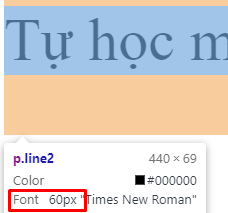 Tự học m
p.line2 440 × 69
Color #000000
Font 60px "Times New Roman"